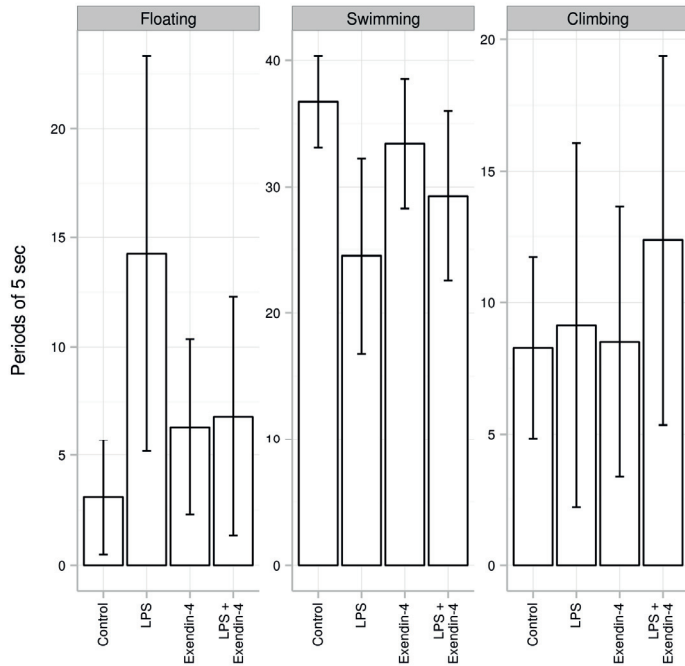 Floating
Swimming
Climbing
Periods of 5 sec
20
15
10
5
0
40
30
20
10
0
20
15
10
5
0
Control
LPS
Exendin-4
LPS +
Exendin-4
Control
LPS
Exendin-4
LPS +
Exendin-4
Control
LPS
Exendin-4
LPS +
Exendin-4